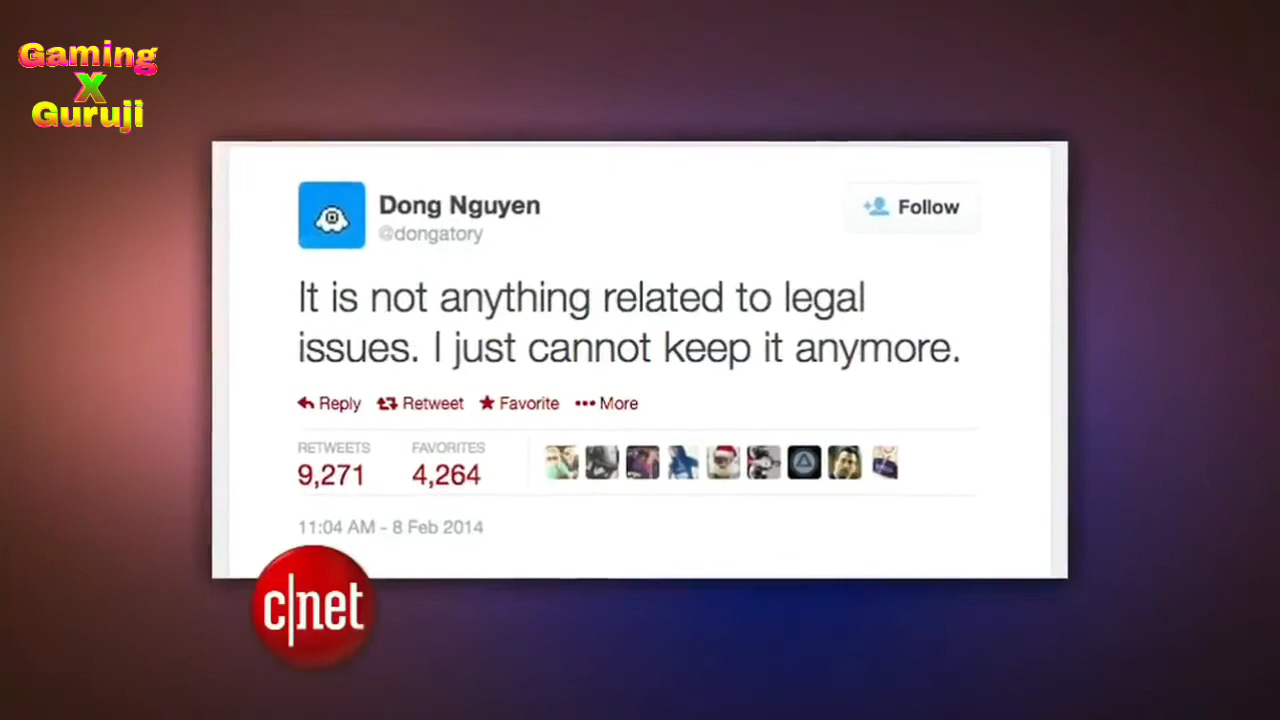 Gaming
X
Guruji
Dong Nguyen
@dongatory
Follow
It is not anything related to legal
issues. I just cannot keep it anymore.
Reply Retweet Favorite More
RETWEETS FAVORITES
9,271 4,264
11:04 AM - 8 Feb 2014
c|net